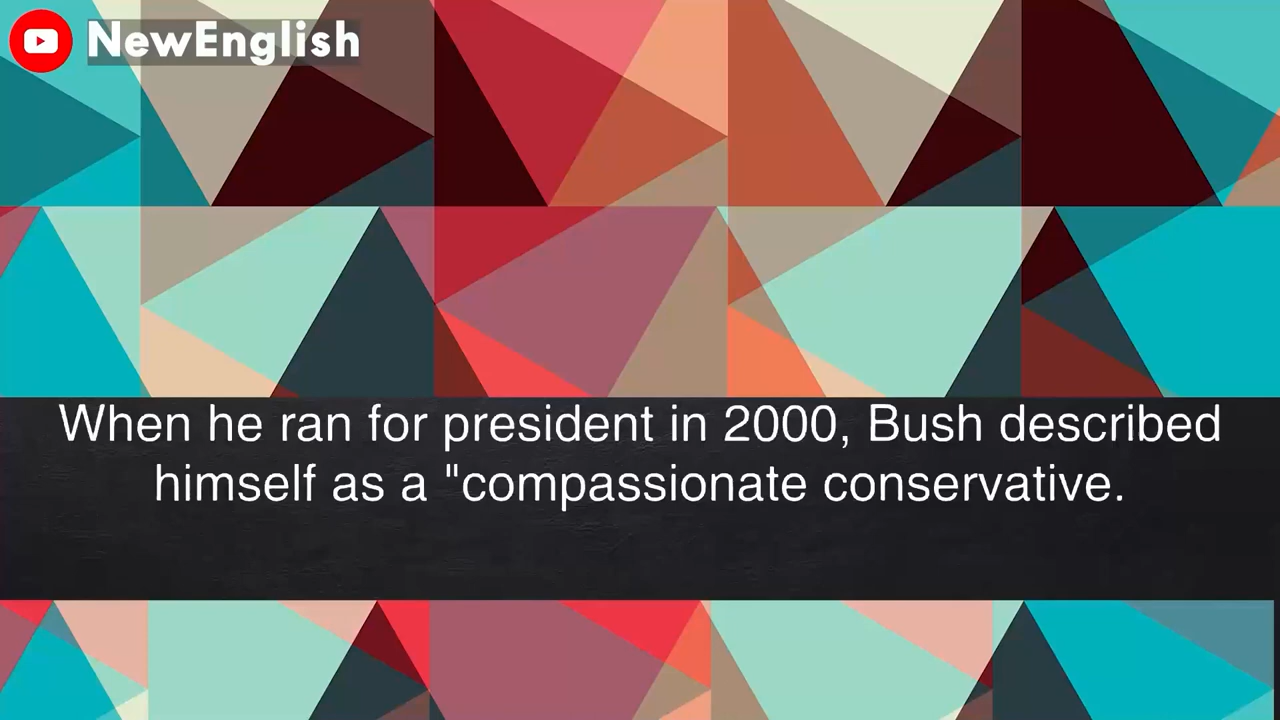 NewEnglish
When he ran for president in 2000, Bush described
himself as a "compassionate conservative.